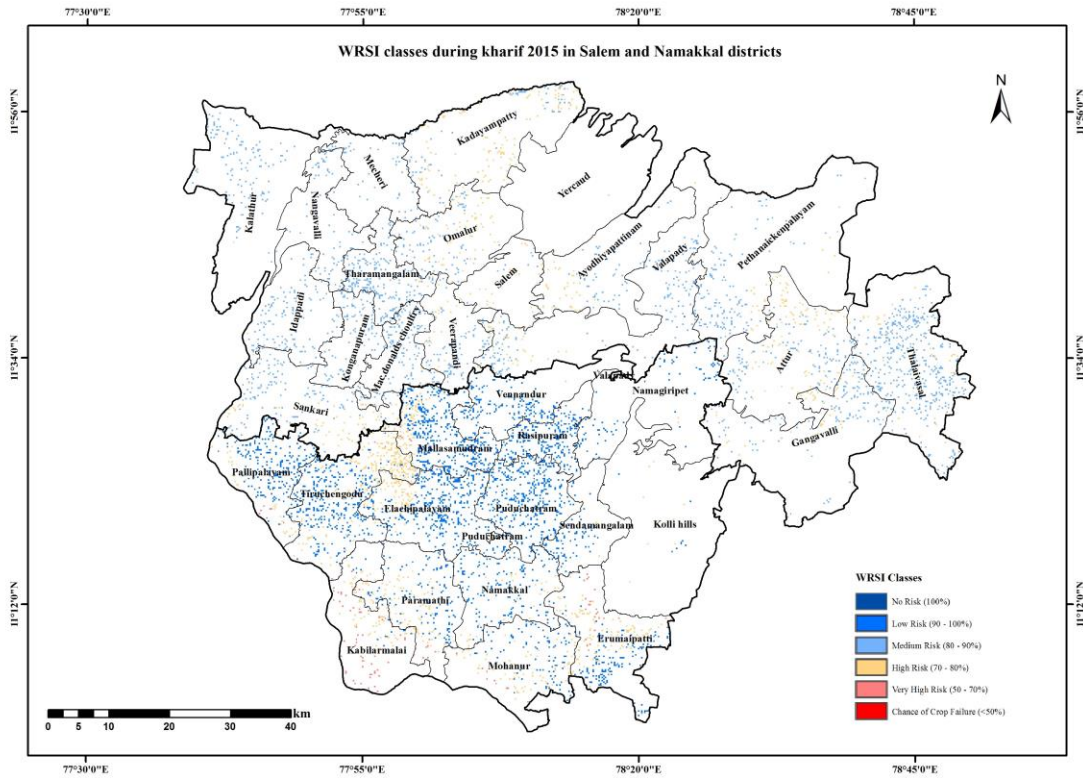 77°30'0"E
77°55'0"E
78°20'0"E
78°45'0"E
WRSI classes during kharif 2015 in Salem and Namakkal districts
N
11°56'0"N
11°56'0"N
Kadayampatty
Mecheri
Yercaud
Kalathur
Nangavalli
Omalur
Ayodhiyapattinam
Valapady
Pethanaickenpalayam
Tharamangalam
Salem
Idappadi
Konganapuram
Mac.donalds choultry
Veerapandi
11°34'0"N
11°34'0"N
Attur
Thalaivasal
Valapady
Namagiripet
Vennandur
Sankari
Rasipuram
Gangavalli
Mallasamudram
Pallipalayam
Tiruchengodu
Elachipalayam
Puduchatram
Sendamangalam
Kolli hills
Puduchatram
Namakkal
Paramathi
11°12'0"N
11°12'0"N
Erumaipatti
Kabilarmalai
Mohanur
WRSI Classes
No Risk (100%)
Low Risk (90 - 100%)
Medium Risk (80 - 90%)
High Risk (70 - 80%)
Very High Risk (50 - 70%)
Chance of Crop Failure (<50%)
km
0 5 10 20 30 40
77°30'0"E
77°55'0"E
78°20'0"E
78°45'0"E